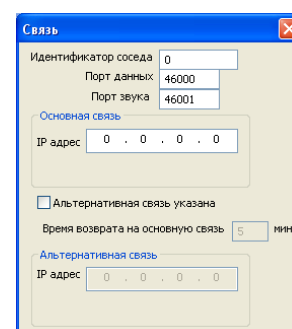 Связь
Идентификатор соседа 0
Порт данных 46000
Порт звука 46001
Основная связь
IP адрес 0 . 0 . 0 . 0
Альтернативная связь указана
Время возврата на основную связь 5 мин
Альтернативная связь
IP адрес 0 . 0 . 0 . 0